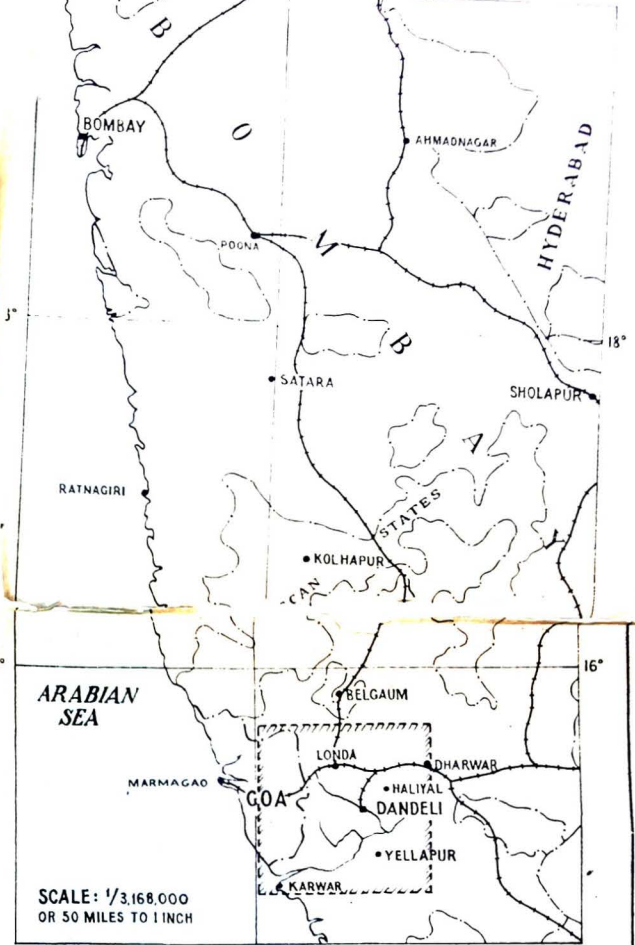 B
BOMBAY
O
AHMADNAGAR
HYDERABAD
POONA
M
3°
18°
B
SATARA
SHOLAPUR
A
RATNAGIRI
STATES
Y
KOLHAPUR
CAN
°
16°
ARABIAN
SEA
BELGAUM
LONDA
DHARWAR
MARMAGAO
GOA
HALIYAL
DANDELI
YELLAPUR
KARWAR
SCALE: 1/3,168,000
OR 50 MILES TO 1 INCH